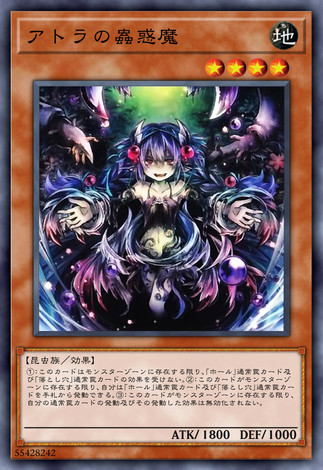 アトラの蟲惑魔
地
【昆虫族／効果】
①:このカードはモンスターゾーンに存在する限り、「ホール」通常罠カード及
び「落とし穴」通常罠カードの効果を受けない。②:このカードがモンスターゾ
ーンに存在する限り、自分は「ホール」通常罠カード及び「落とし穴」通常罠カード
を手札から発動できる。③:このカードがモンスターゾーンに存在する限り、
自分の通常罠カードの発動及びその発動した効果は無効化されない。
ATK/1800 DEF/1000
55428242